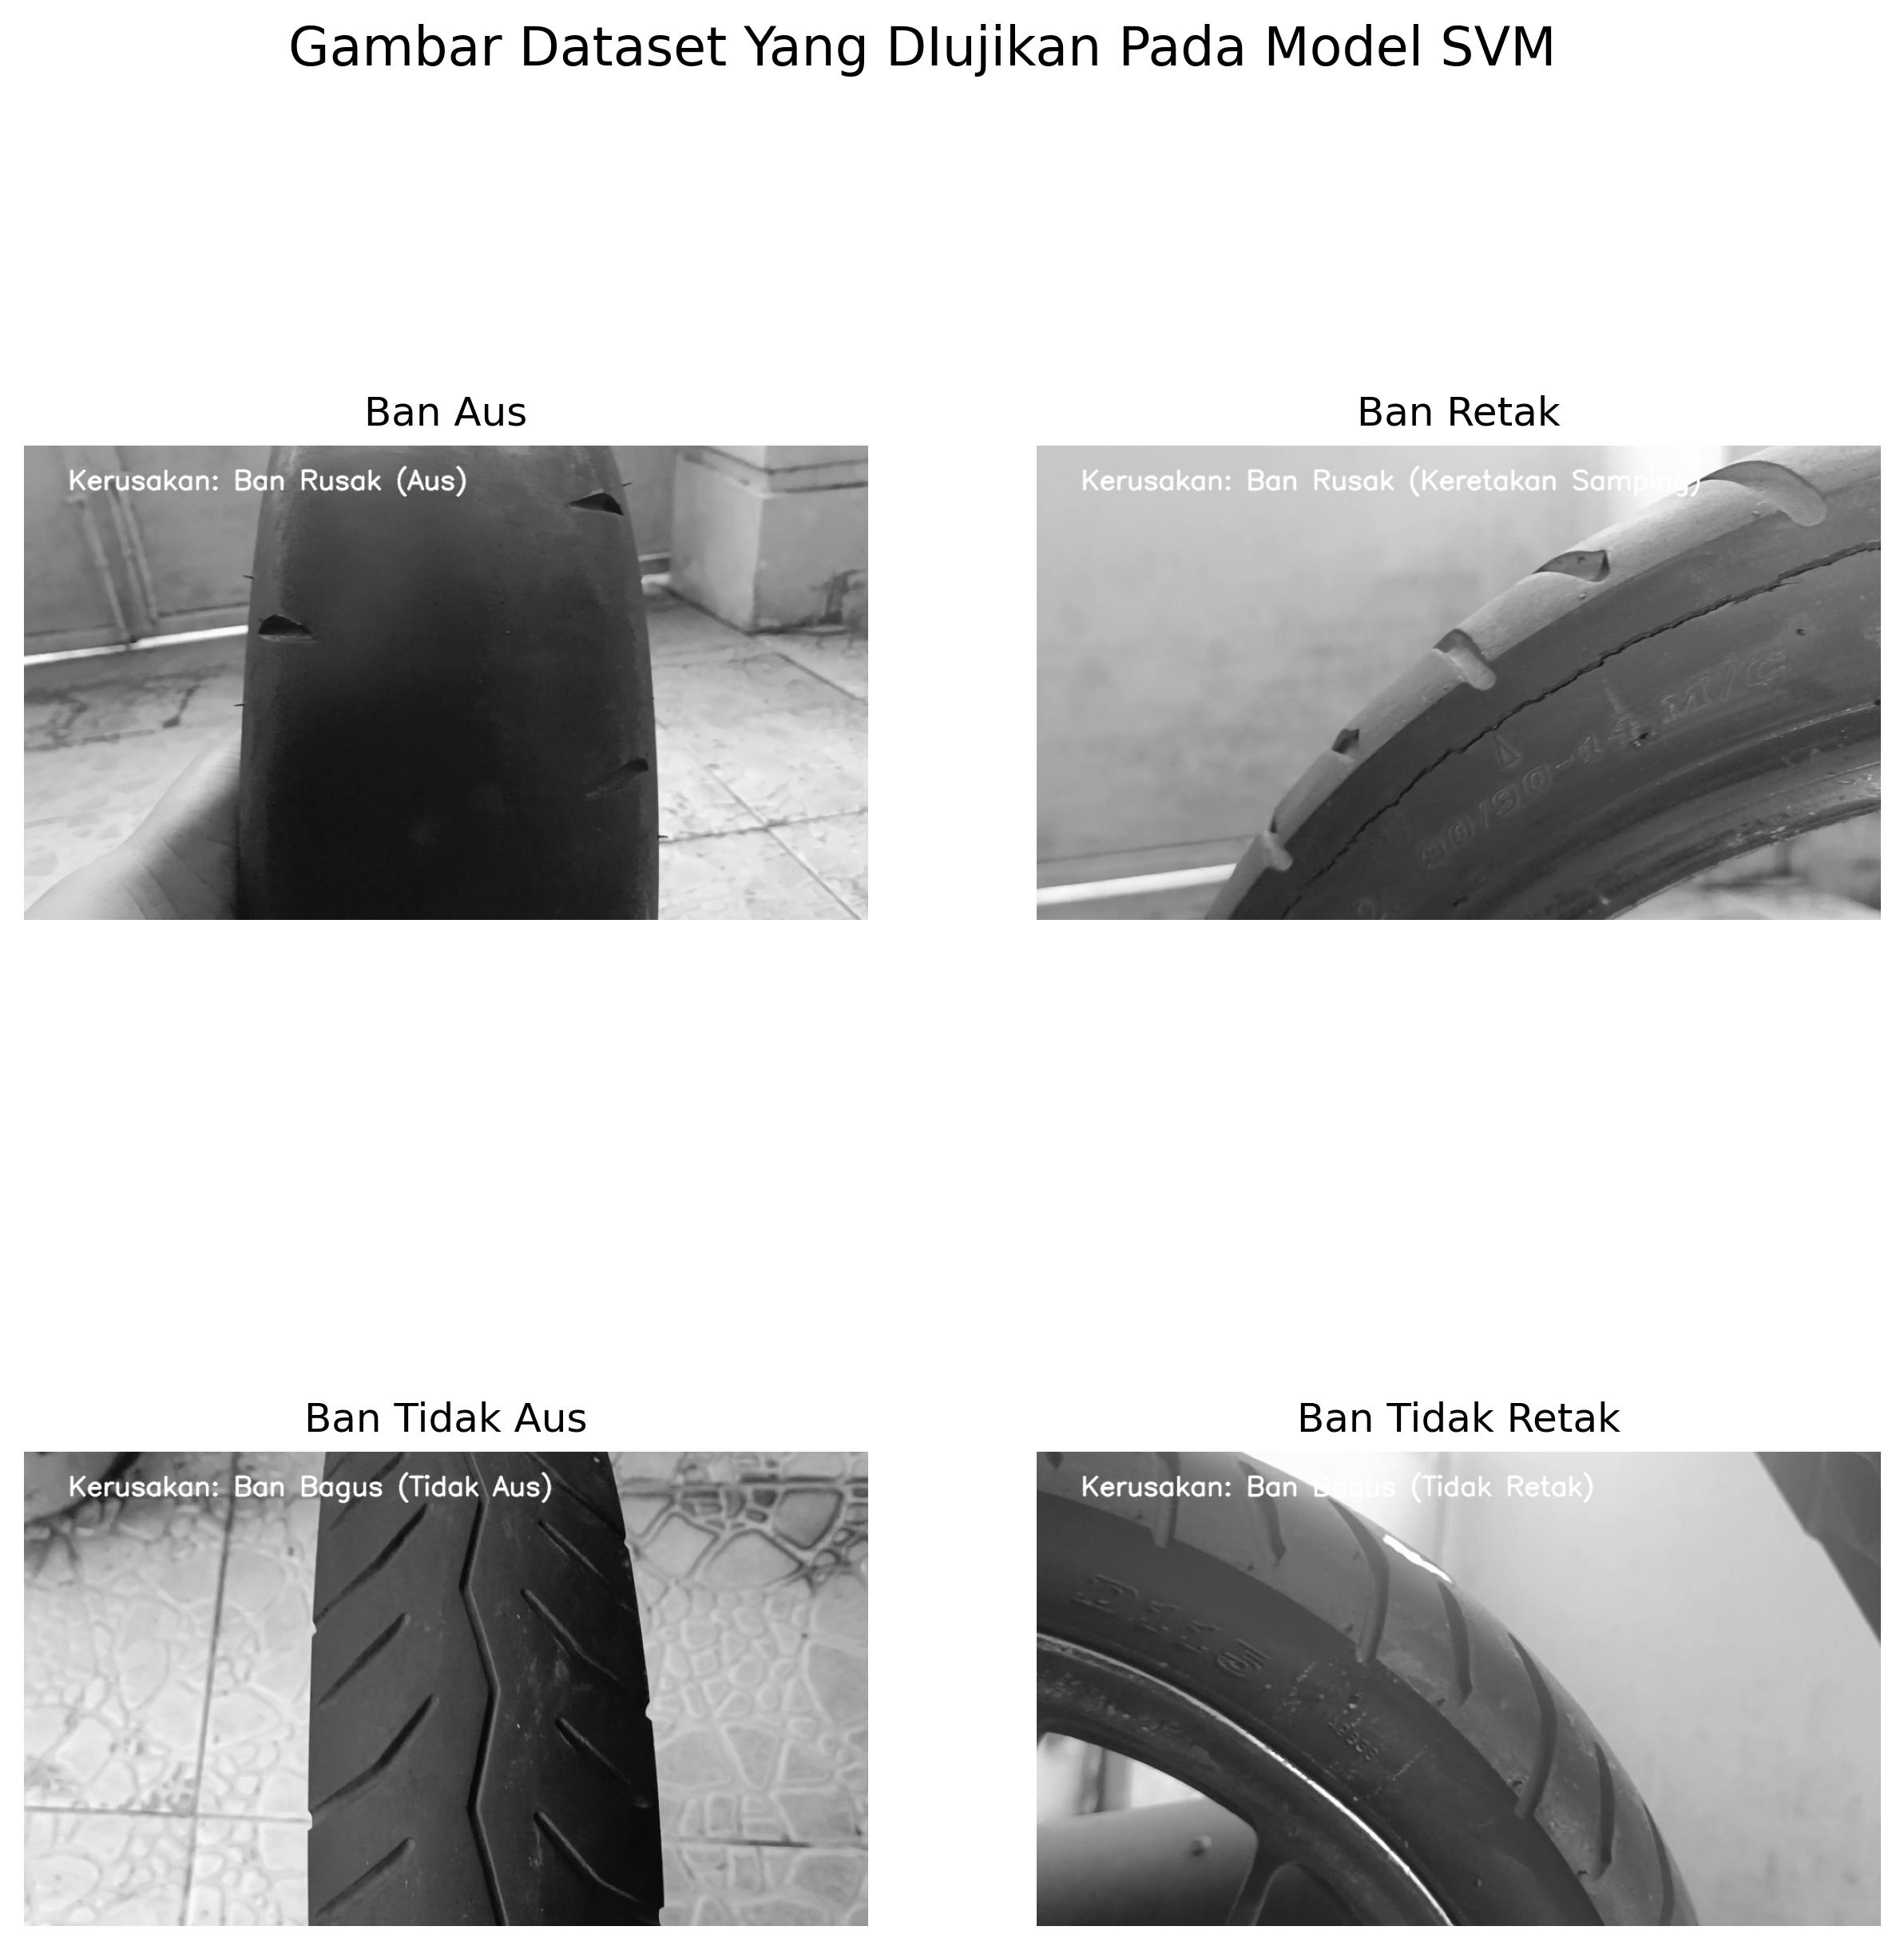 Gambar Dataset Yang DIujikan Pada Model SVM
Ban Aus
Ban Retak
Kerusakan: Ban Rusak (Aus)
Kerusakan: Ban Rusak (Keretakan Samping)
90/90-14 M/C
Ban Tidak Aus
Ban Tidak Retak
Kerusakan: Ban Bagus (Tidak Aus)
Kerusakan: Ban Bagus (Tidak Retak)